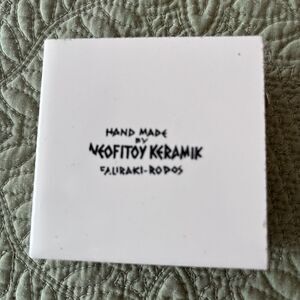 HAND MADE
BY
NEOFITOY KERAMIK
FALIRAKI-RODOS